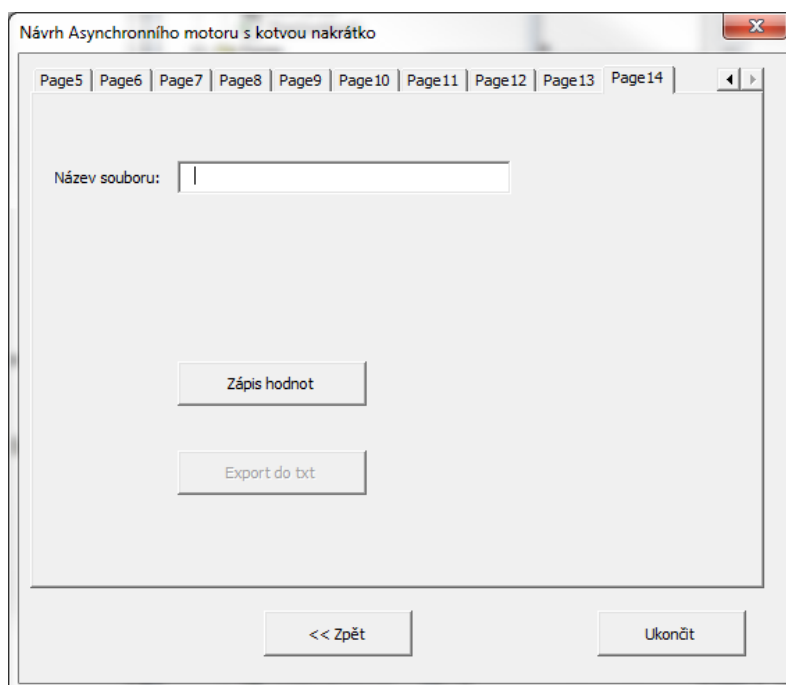 Návrh Asynchronního motoru s kotvou nakrátko
Page5 Page6 Page7 Page8 Page9 Page10 Page11 Page12 Page13 Page14
Název souboru:
Zápis hodnot
Export do txt
<< Zpět Ukončit